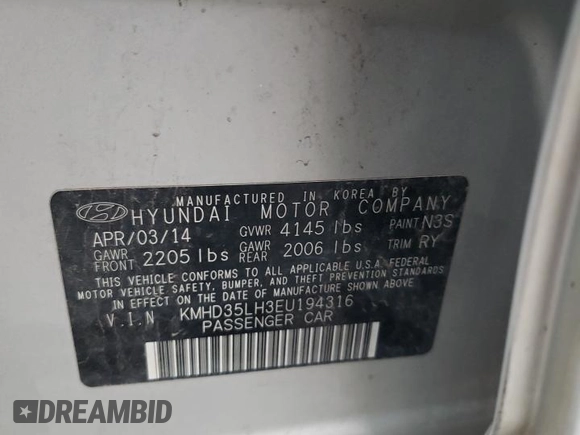 MANUFACTURED IN KOREA BY
HYUNDAI MOTOR COMPANY
APR/03/14 GVWR 4145 lbs PAINT N3S
GAWR FRONT 2205 lbs GAWR REAR 2006 lbs TRIM RY
THIS VEHICLE CONFORMS TO ALL APPLICABLE U.S.A. FEDERAL
MOTOR VEHICLE SAFETY, BUMPER, AND THEFT PREVENTION STANDARDS
IN EFFECT ON THE DATE OF MANUFACTURE SHOWN ABOVE.
V.I.N KMHD35LH3EU194316
PASSENGER CAR
DREAMBID